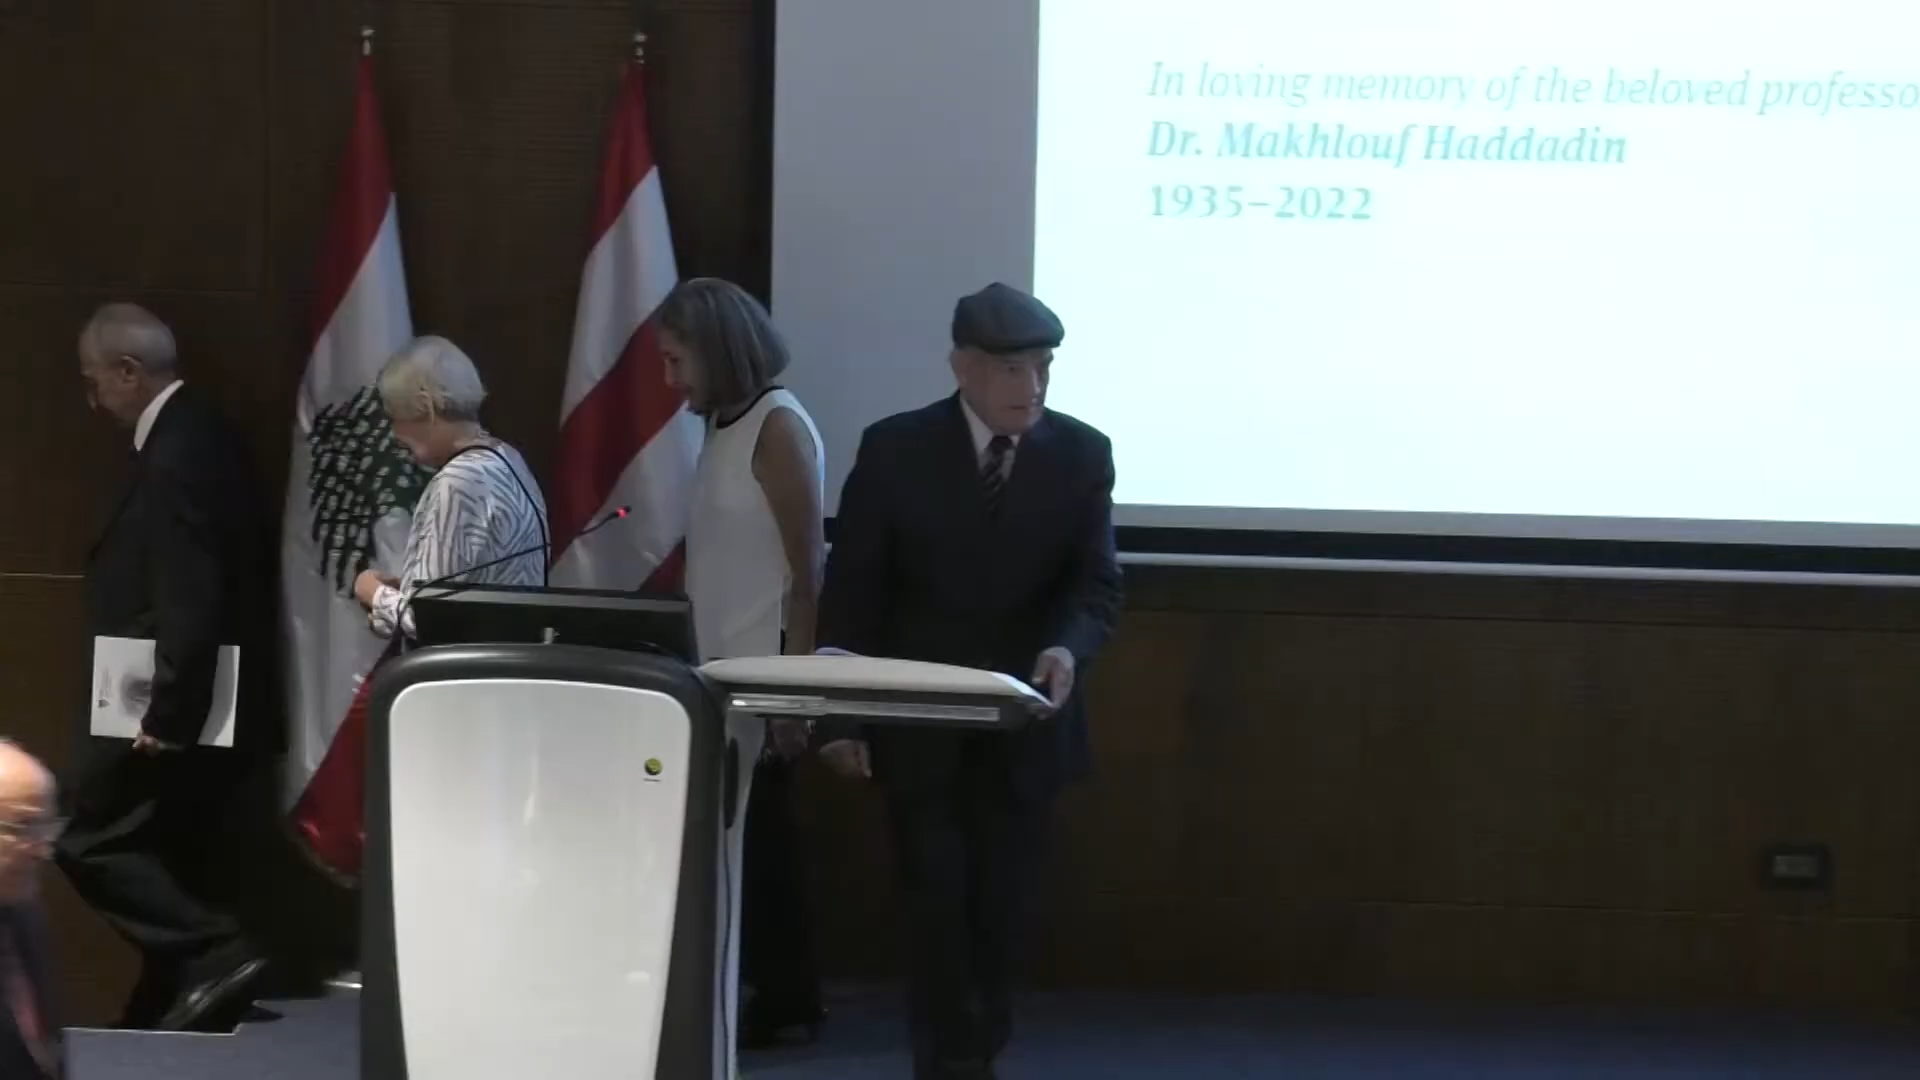 In loving memory of the beloved professo
Dr. Makhlouf Haddadin
1935–2022